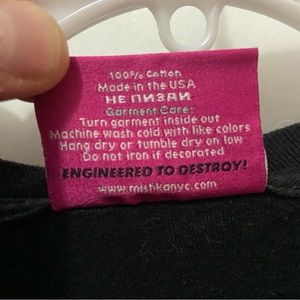 100% Cotton
Made in the USA
НЕ ПИЗДИ
Garment Care:
Turn garment inside out
Machine wash cold with like colors
Hang dry or tumble dry on low
Do not iron if decorated
ENGINEERED TO DESTROY!
www.mishkanyc.com